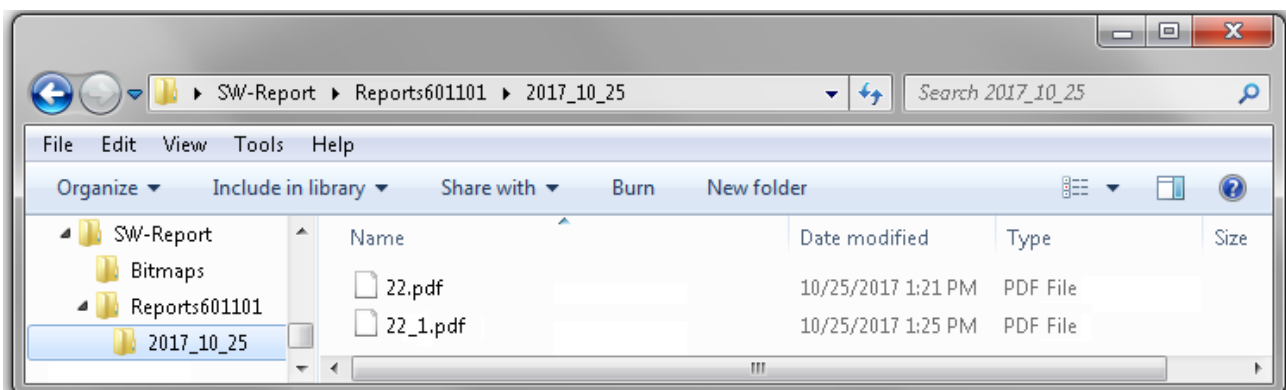 SW-Report Reports601101 2017_10_25 Search 2017_10_25
File Edit View Tools Help
Organize Include in library Share with Burn New folder
SW-Report
Bitmaps
Reports601101
2017_10_25
Name Date modified Type Size
22.pdf 10/25/2017 1:21 PM PDF File
22_1.pdf 10/25/2017 1:25 PM PDF File